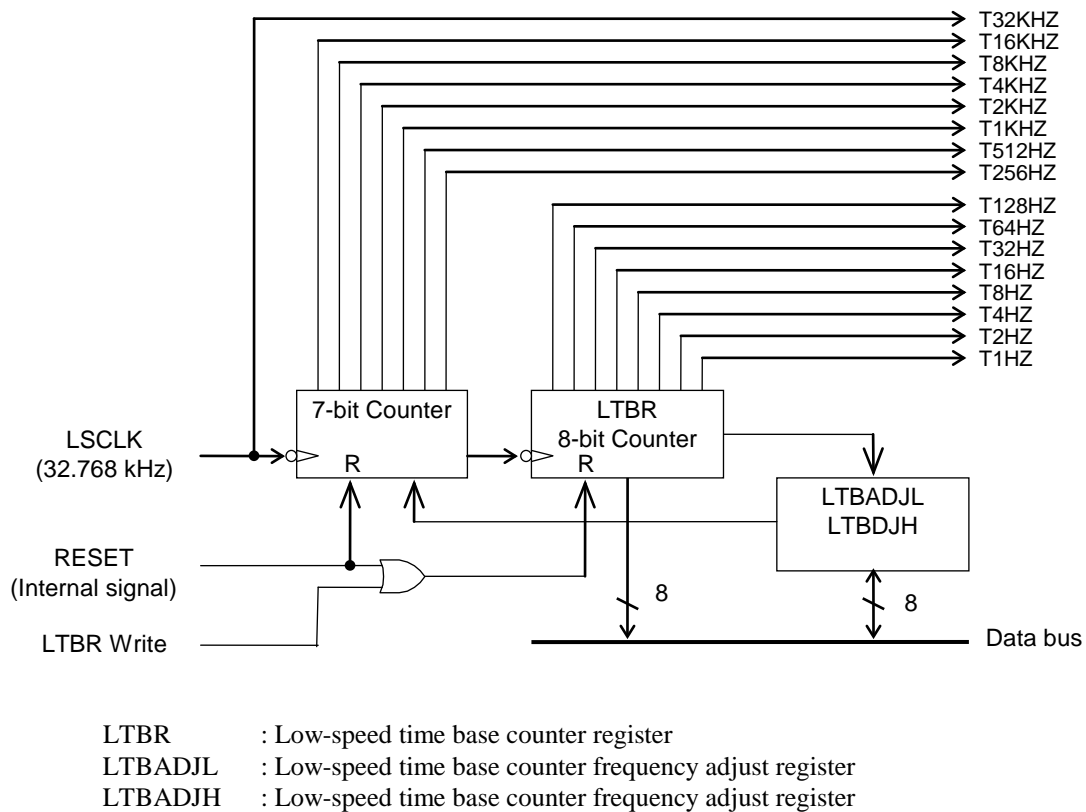 T32KHZ
T16KHZ
T8KHZ
T4KHZ
T2KHZ
T1KHZ
T512HZ
T256HZ
T128HZ
T64HZ
T32HZ
T16HZ
T8HZ
T4HZ
T2HZ
T1HZ
7-bit Counter
R
LTBR
8-bit Counter
R
LSCLK
(32.768 kHz)
LTBADJL
LTBDJH
RESET
(Internal signal)
8
8
LTBR Write
Data bus
LTBR : Low-speed time base counter register
LTBADJL : Low-speed time base counter frequency adjust register
LTBADJH : Low-speed time base counter frequency adjust register